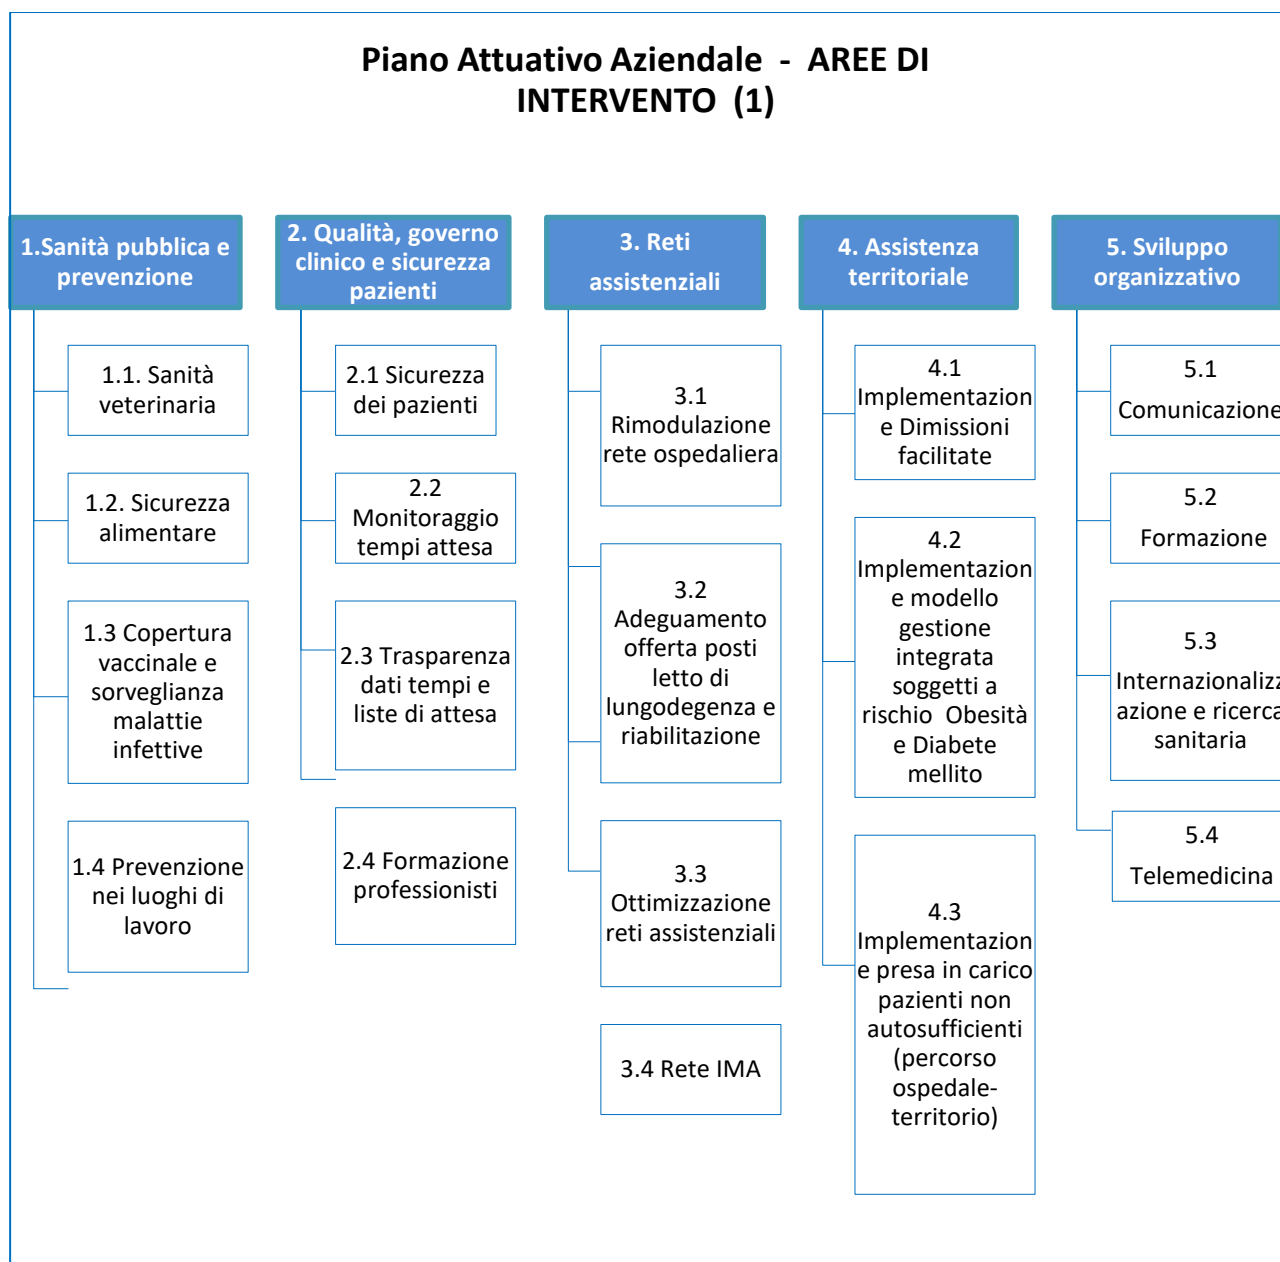 Piano Attuativo Aziendale - AREE DI
INTERVENTO (1)
1.Sanità pubblica e
prevenzione
1.1. Sanità
veterinaria
1.2. Sicurezza
alimentare
1.3 Copertura
vaccinale e
sorveglianza
malattie
infettive
1.4 Prevenzione
nei luoghi di
lavoro
2. Qualità, governo
clinico e sicurezza
pazienti
2.1 Sicurezza
dei pazienti
2.2
Monitoraggio
tempi attesa
2.3 Trasparenza
dati tempi e
liste di attesa
2.4 Formazione
professionisti
3. Reti
assistenziali
3.1
Rimodulazione
rete ospedaliera
3.2
Adeguamento
offerta posti
letto di
lungodegenza e
riabilitazione
3.3
Ottimizzazione
reti assistenziali
3.4 Rete IMA
4. Assistenza
territoriale
4.1
Implementazion
e Dimissioni
facilitate
4.2
Implementazion
e modello
gestione
integrata
soggetti a
rischio Obesità
e Diabete
mellito
4.3
Implementazion
e presa in carico
pazienti non
autosufficienti
(percorso
ospedale-
territorio)
5. Sviluppo
organizzativo
5.1
Comunicazione
5.2
Formazione
5.3
Internazionalizz
azione e ricerca
sanitaria
5.4
Telemedicina